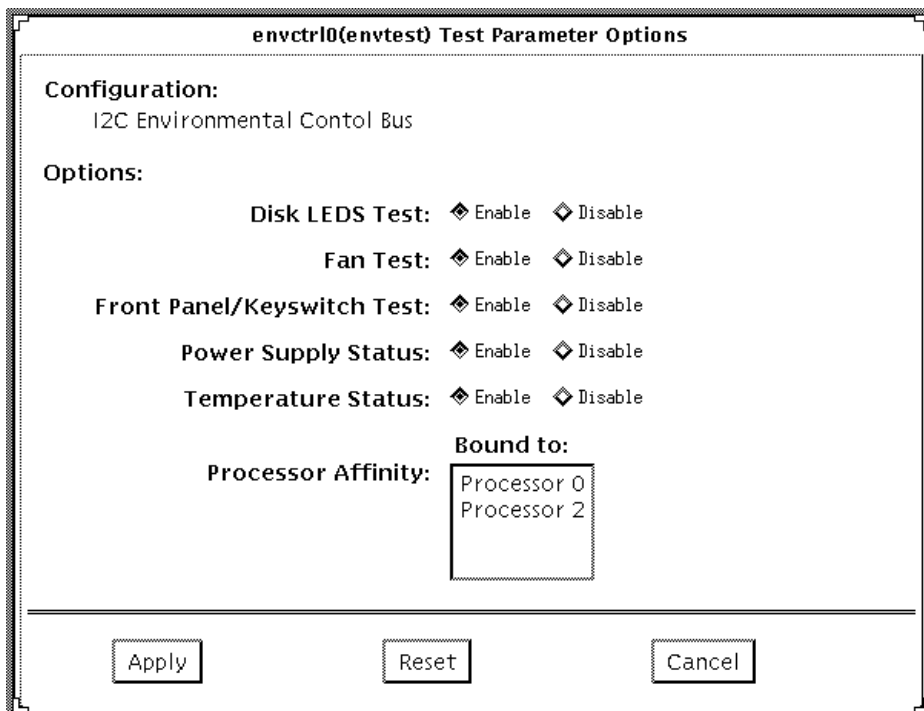 envctrl0(envtest) Test Parameter Options
Configuration:
I2C Environmental Contol Bus
Options:
Disk LEDS Test: Enable Disable
Fan Test: Enable Disable
Front Panel/Keyswitch Test: Enable Disable
Power Supply Status: Enable Disable
Temperature Status: Enable Disable
Bound to:
Processor Affinity:
Processor 0
Processor 2
Apply Reset Cancel